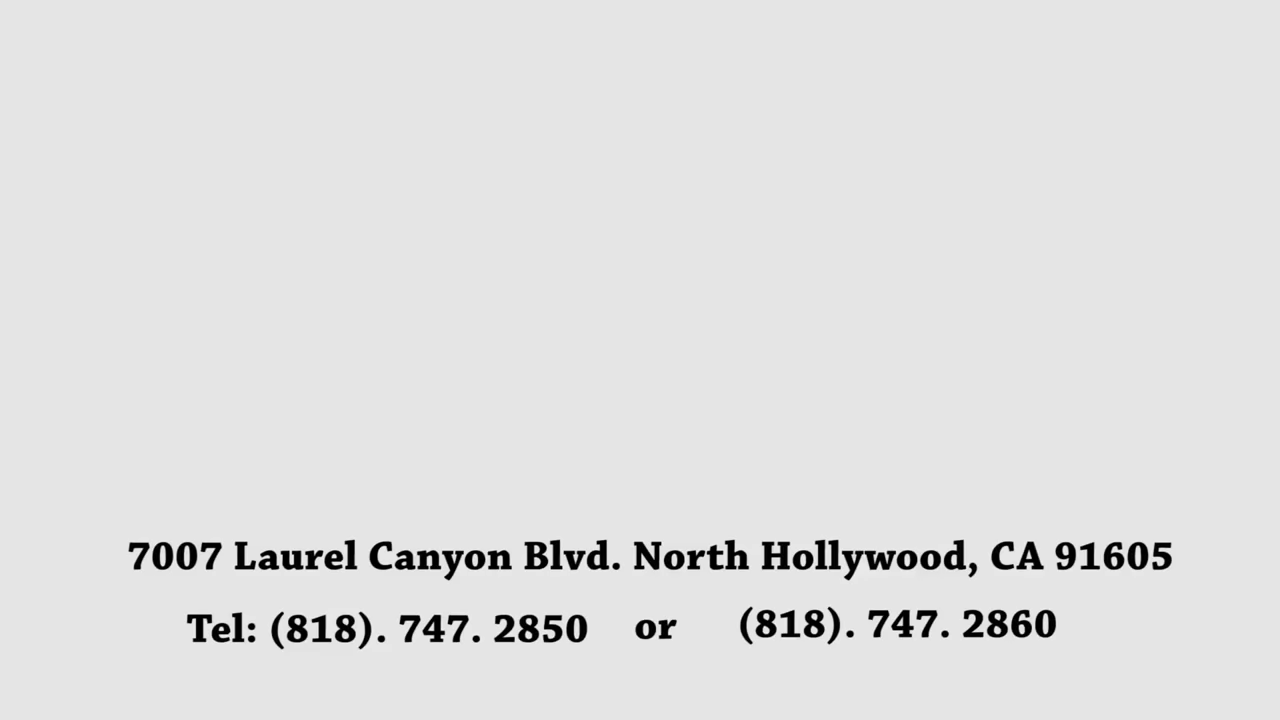 7007 Laurel Canyon Blvd. North Hollywood, CA 91605
Tel: (818). 747. 2850 or (818). 747. 2860